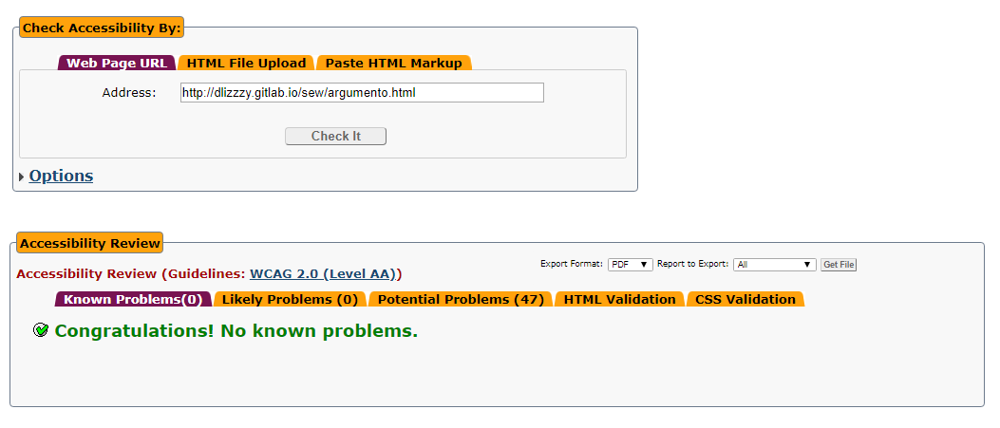 Check Accessibility By:
Web Page URL HTML File Upload Paste HTML Markup
Address: http://dlizzzy.gitlab.io/sew/argumento.html
Check It
Options
Accessibility Review
Export Format: PDF Report to Export: All Get File
Accessibility Review (Guidelines: WCAG 2.0 (Level AA))
Known Problems(0) Likely Problems (0) Potential Problems (47) HTML Validation CSS Validation
Congratulations! No known problems.